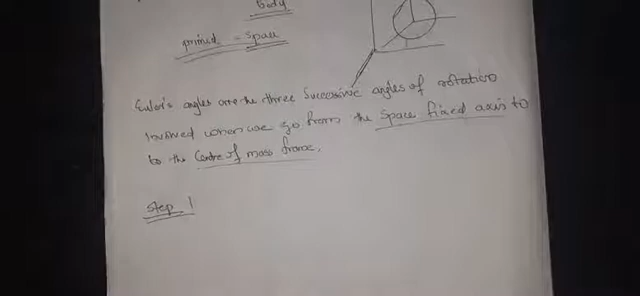 body
primed = space
Euler's angles are the three Successive angles of rotation
involved when we go from the Space fixed axis to
to the Centre of mass frame.
Step 1